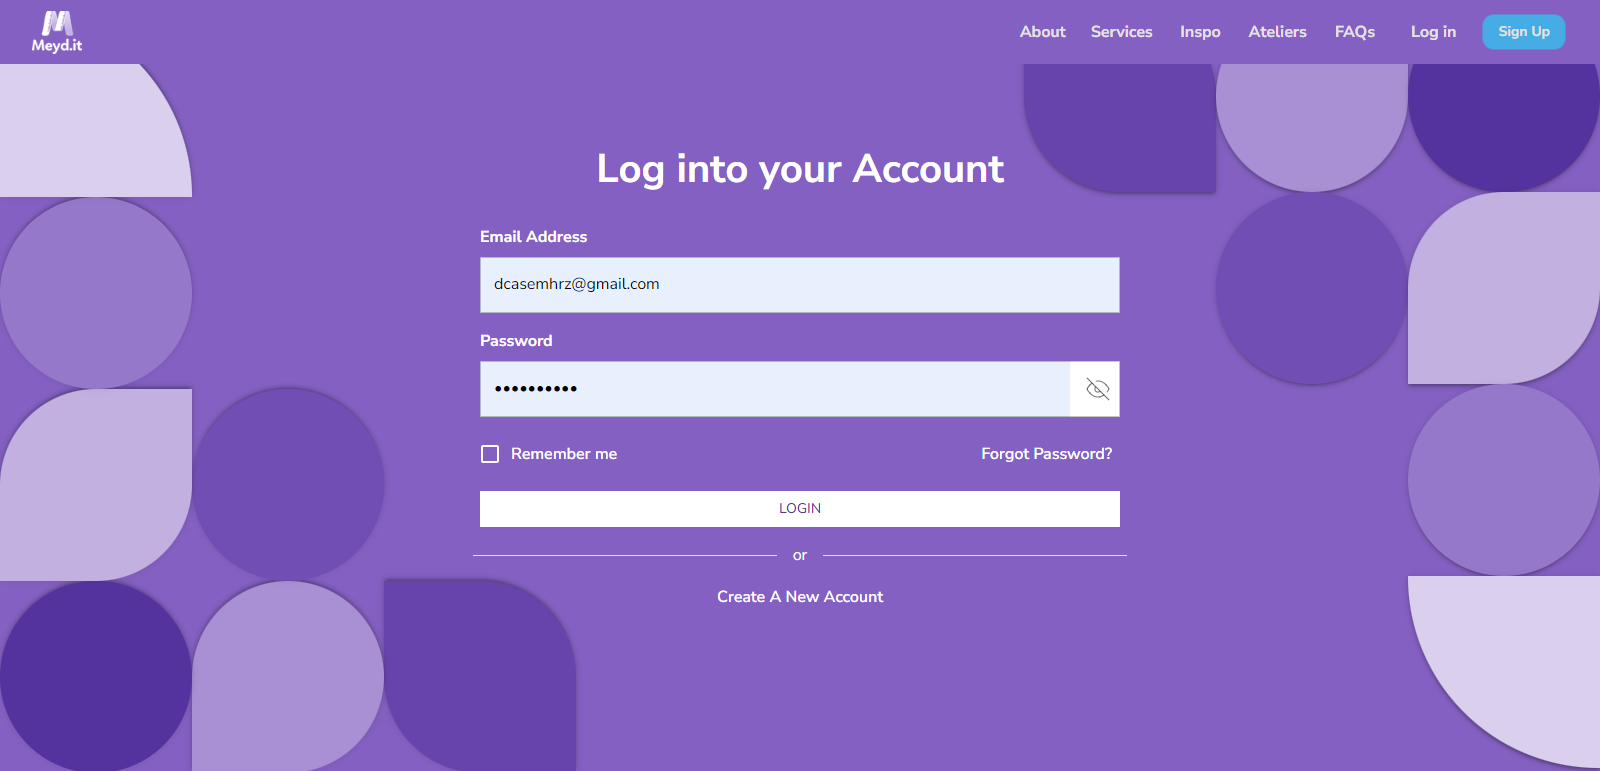 Meyd.it
About Services Inspo Ateliers FAQs Log in Sign Up
Log into your Account
Email Address
dcasemhrz@gmail.com
Password
••••••••••
Remember me Forgot Password?
LOGIN
or
Create A New Account